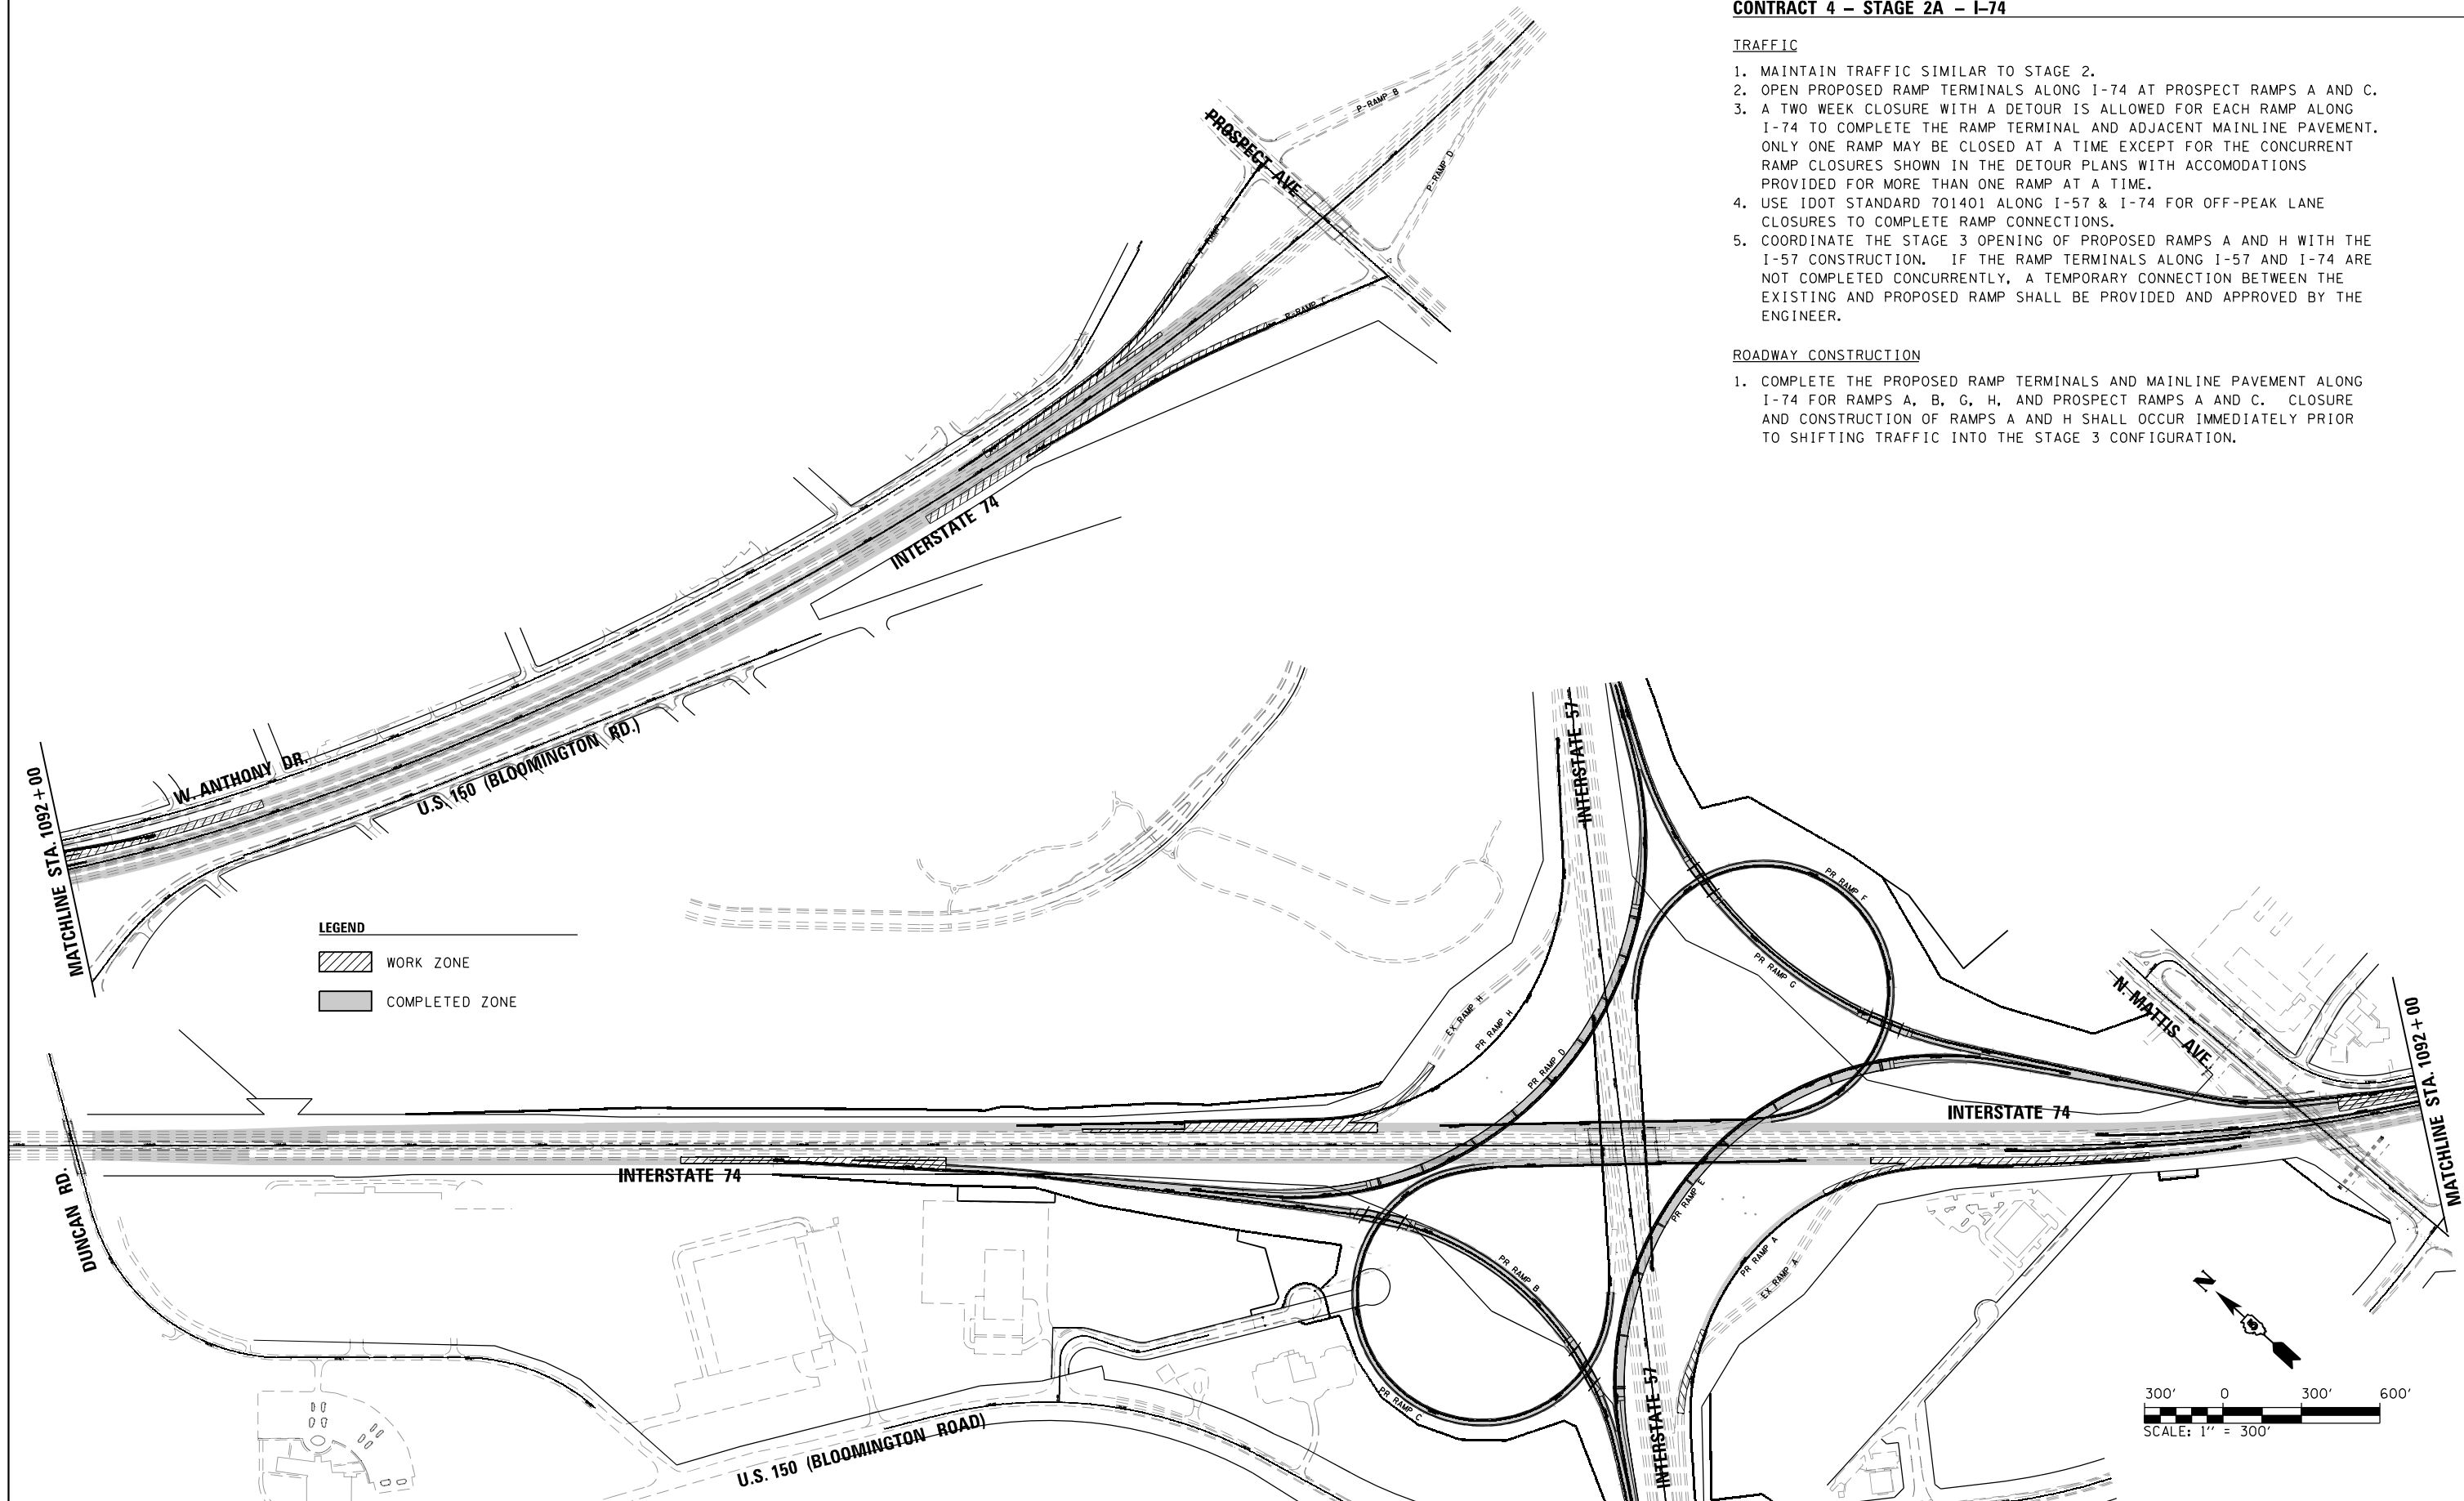 CONTRACT 4 – STAGE 2A – I–74
TRAFFIC
1. MAINTAIN TRAFFIC SIMILAR TO STAGE 2.
2. OPEN PROPOSED RAMP TERMINALS ALONG I-74 AT PROSPECT RAMPS A AND C.
3. A TWO WEEK CLOSURE WITH A DETOUR IS ALLOWED FOR EACH RAMP ALONG
I-74 TO COMPLETE THE RAMP TERMINAL AND ADJACENT MAINLINE PAVEMENT.
ONLY ONE RAMP MAY BE CLOSED AT A TIME EXCEPT FOR THE CONCURRENT
RAMP CLOSURES SHOWN IN THE DETOUR PLANS WITH ACCOMODATIONS
PROVIDED FOR MORE THAN ONE RAMP AT A TIME.
4. USE IDOT STANDARD 701401 ALONG I-57 & I-74 FOR OFF-PEAK LANE
CLOSURES TO COMPLETE RAMP CONNECTIONS.
5. COORDINATE THE STAGE 3 OPENING OF PROPOSED RAMPS A AND H WITH THE
I-57 CONSTRUCTION. IF THE RAMP TERMINALS ALONG I-57 AND I-74 ARE
NOT COMPLETED CONCURRENTLY, A TEMPORARY CONNECTION BETWEEN THE
EXISTING AND PROPOSED RAMP SHALL BE PROVIDED AND APPROVED BY THE
ENGINEER.
ROADWAY CONSTRUCTION
1. COMPLETE THE PROPOSED RAMP TERMINALS AND MAINLINE PAVEMENT ALONG
I-74 FOR RAMPS A, B, G, H, AND PROSPECT RAMPS A AND C. CLOSURE
AND CONSTRUCTION OF RAMPS A AND H SHALL OCCUR IMMEDIATELY PRIOR
TO SHIFTING TRAFFIC INTO THE STAGE 3 CONFIGURATION.
P-RAMP B
PROSPECT AVE
P-RAMP D
P-RAMP
P-RAMP C
INTERSTATE 74
W. ANTHONY DR.
U.S. 150 (BLOOMINGTON RD.)
MATCHLINE STA. 1092+00
LEGEND
WORK ZONE
COMPLETED ZONE
INTERSTATE 57
PR RAMP F
PR RAMP G
EX RAMP H
PR RAMP H
PR RAMP D
N. MATTIS AVE.
MATCHLINE STA. 1092+00
INTERSTATE 74
INTERSTATE 74
DUNCAN RD.
PR RAMP E
PR RAMP A
EX RAMP A
PR RAMP B
PR RAMP C
INTERSTATE 57
U.S. 150 (BLOOMINGTON ROAD)
N
300' 0 300' 600'
SCALE: 1'' = 300'